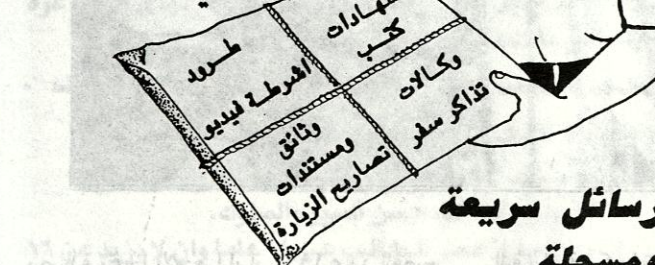 شهادات
كتب
طرود
اشرطة فيديو
وكالات
تذاكر سفر
وثائق
ومستندات
تصاريح الزيارة
رسائل سريعة
ومسجلة